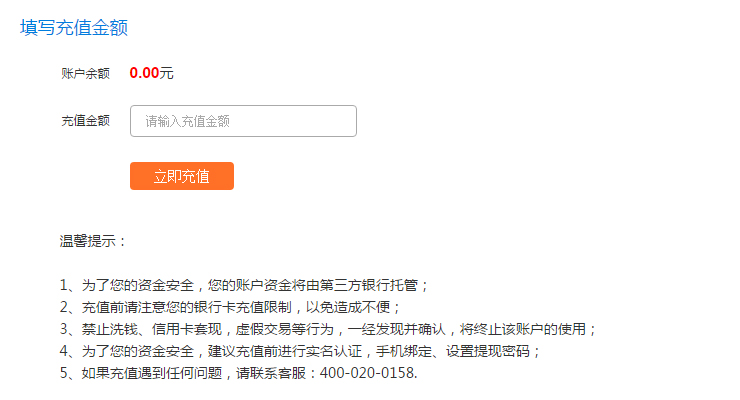 填写充值金额
账户余额 0.00元
充值金额 请输入充值金额
立即充值
温馨提示：
1、为了您的资金安全，您的账户资金将由第三方银行托管；
2、充值前请注意您的银行卡充值限制，以免造成不便；
3、禁止洗钱、信用卡套现，虚假交易等行为，一经发现并确认，将终止该账户的使用；
4、为了您的资金安全，建议充值前进行实名认证，手机绑定、设置提现密码；
5、如果充值遇到任何问题，请联系客服：400-020-0158.